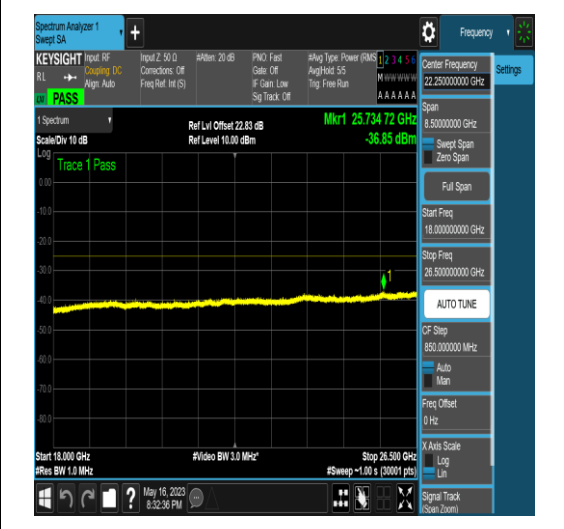 Spectrum Analyzer 1
Swept SA
+
Frequency
KEYSIGHT
RL
PASS
Input: RF
Coupling: DC
Align: Auto
Input Z: 50 Ω
Corrections: Off
Freq Ref: Int (S)
#Atten: 20 dB
PNO: Fast
Gate: Off
IF Gain: Low
Sig Track: Off
#Avg Type: Power (RMS
Avg|Hold: 5/5
Trig: Free Run
1 2 3 4 5 6
M W W W W W
A A A A A A
1 Spectrum
Scale/Div 10 dB
Ref Lvl Offset 22.83 dB
Ref Level 10.00 dBm
Mkr1 25.734 72 GHz
-36.85 dBm
Log
Trace 1 Pass
0.00
-10.0
-20.0
-30.0
-40.0
-50.0
-60.0
-70.0
-80.0
1
Start 18.000 GHz
#Res BW 1.0 MHz
#Video BW 3.0 MHz*
Stop 26.500 GHz
#Sweep ~1.00 s (30001 pts)
?
May 16, 2023
8:32:36 PM
Center Frequency
22.250000000 GHz
Span
8.50000000 GHz
Swept Span
Zero Span
Full Span
Start Freq
18.000000000 GHz
Stop Freq
26.500000000 GHz
AUTO TUNE
CF Step
850.000000 MHz
Auto
Man
Freq Offset
0 Hz
X Axis Scale
Log
Lin
Signal Track
(Span Zoom)
Settings